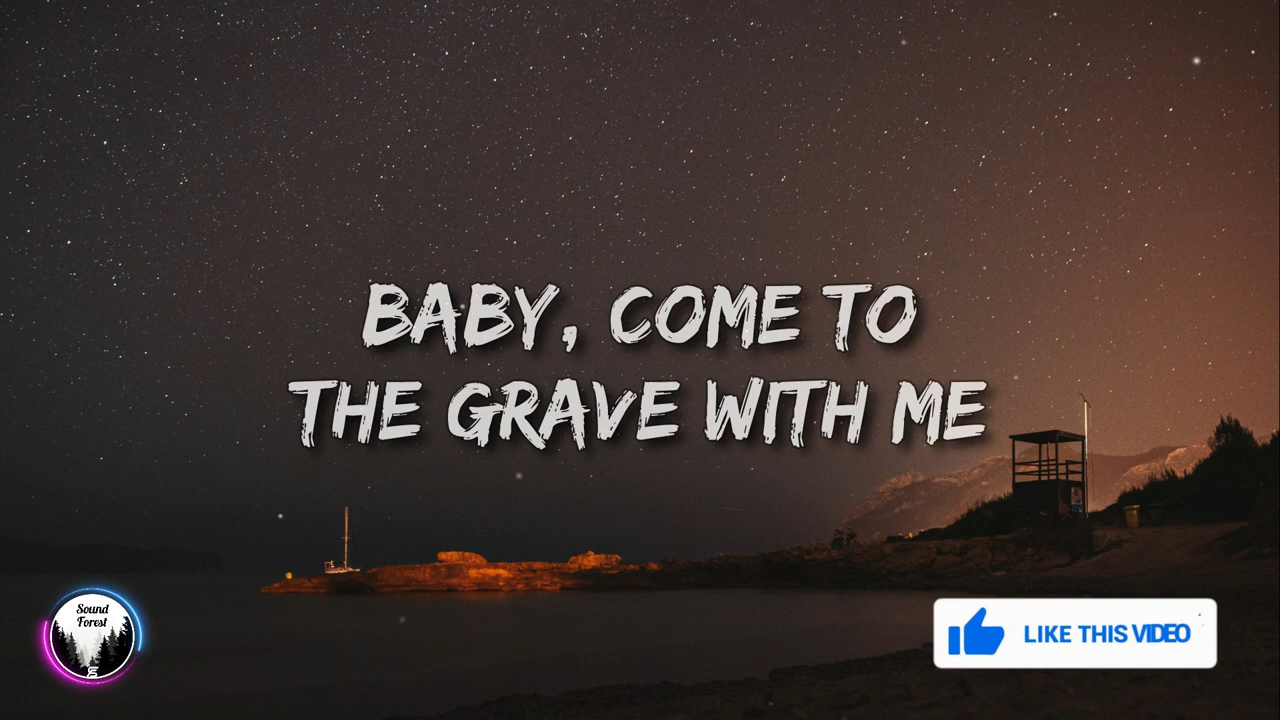 BABY, COME TO
THE GRAVE WITH ME
Sound
Forest
LIKE THIS VIDEO